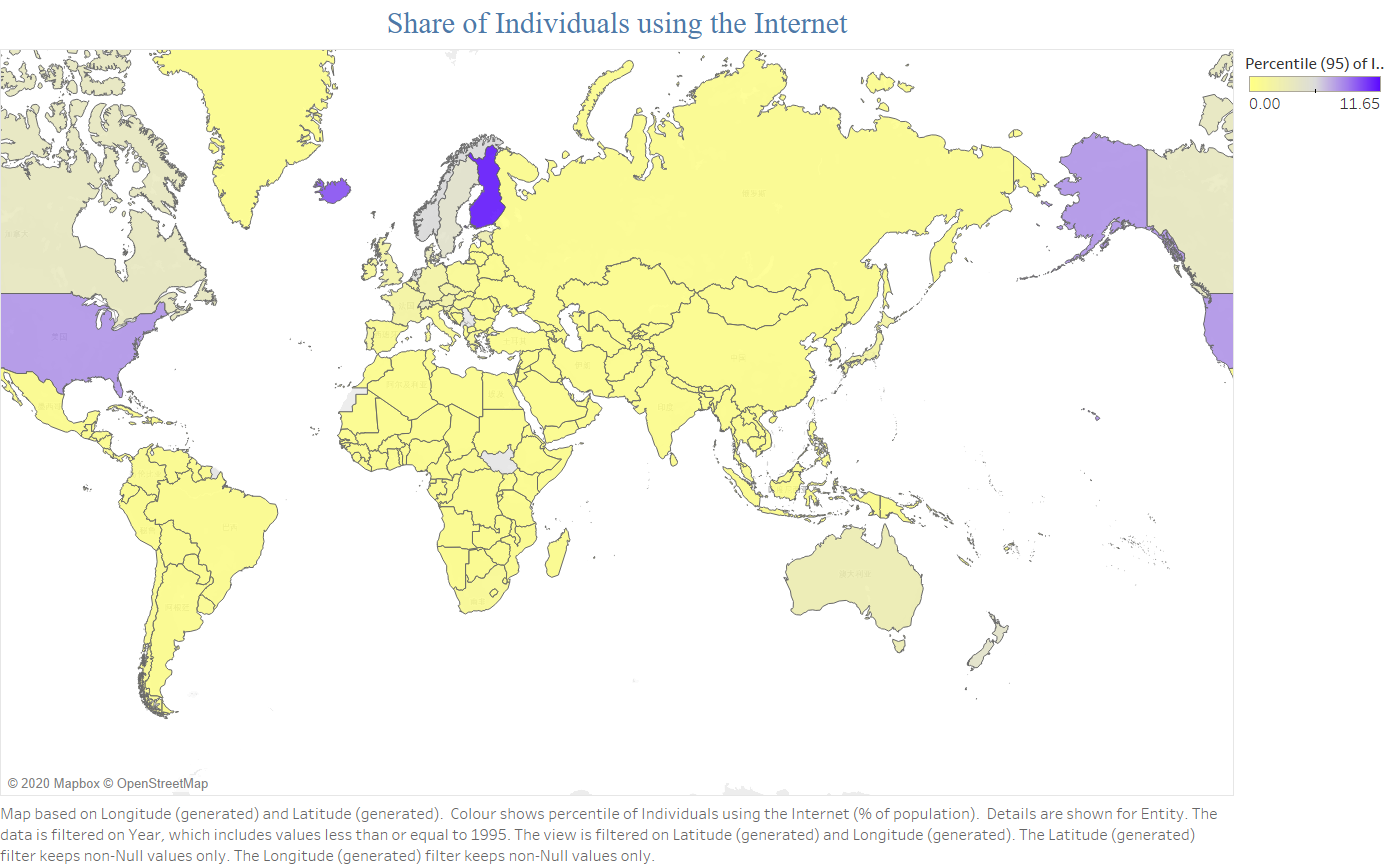 Share of Individuals using the Internet
Percentile (95) of I..
0.00
11.65
© 2020 Mapbox © OpenStreetMap
Map based on Longitude (generated) and Latitude (generated).  Colour shows percentile of Individuals using the Internet (% of population).  Details are shown for Entity. The
data is filtered on Year, which includes values less than or equal to 1995. The view is filtered on Latitude (generated) and Longitude (generated). The Latitude (generated)
filter keeps non-Null values only. The Longitude (generated) filter keeps non-Null values only.